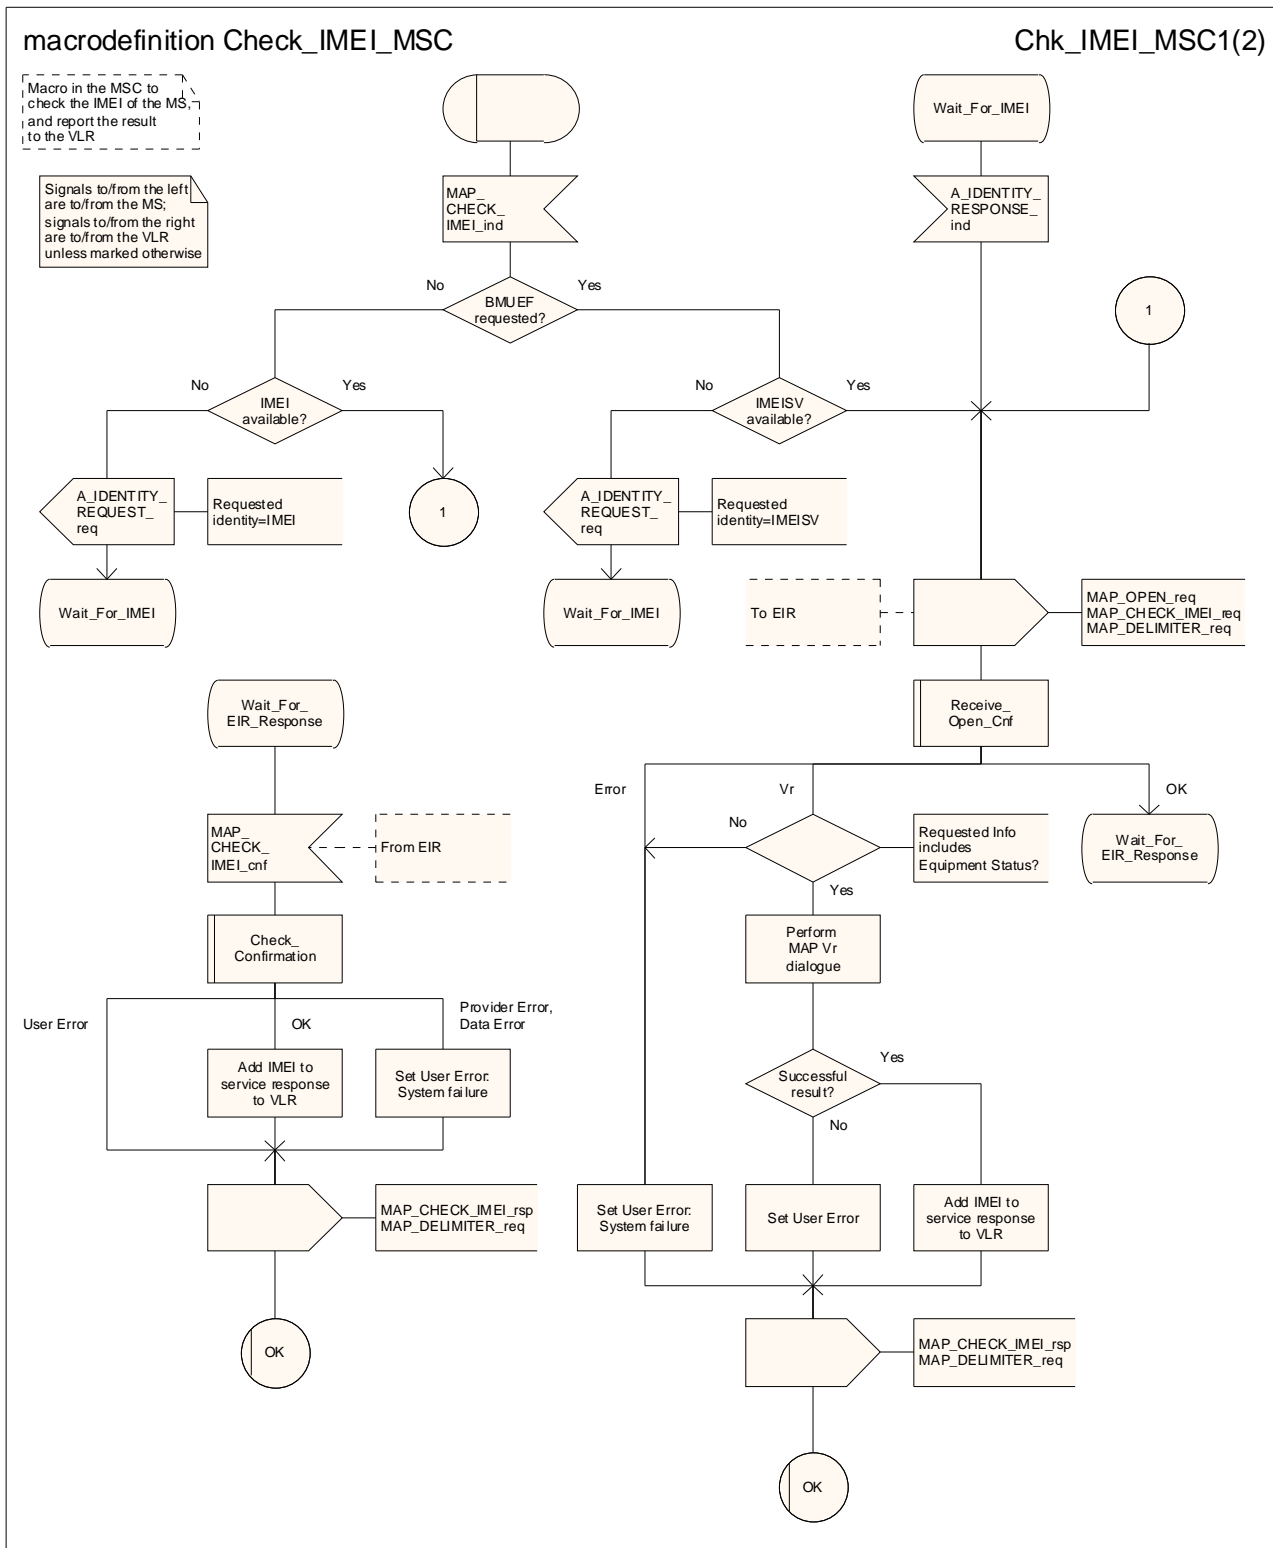 macrodefinition Check_IMEI_MSC
Chk_IMEI_MSC1(2)
Macro in the MSC to
check the IMEI of the MS,
and report the result
to the VLR
Wait_For_IMEI
Signals to/from the left
are to/from the MS;
signals to/from the right
are to/from the VLR
unless marked otherwise
MAP_
CHECK_
IMEI_ind
A_IDENTITY_
RESPONSE_
ind
No
BMUEF
requested?
Yes
1
No
IMEI
available?
Yes
No
IMEISV
available?
Yes
A_IDENTITY_
REQUEST_
req
Requested
identity=IMEI
1
A_IDENTITY_
REQUEST_
req
Requested
identity=IMEISV
Wait_For_IMEI
Wait_For_IMEI
To EIR
MAP_OPEN_req
MAP_CHECK_IMEI_req
MAP_DELIMITER_req
Wait_For_
EIR_Response
Receive_
Open_Cnf
Error
Vr
OK
MAP_
CHECK_
IMEI_cnf
From EIR
No
Requested Info
includes
Equipment Status?
Wait_For_
EIR_Response
Yes
Check_
Confirmation
Perform
MAP Vr
dialogue
User Error
OK
Provider Error,
Data Error
Add IMEI to
service response
to VLR
Set User Error:
System failure
Successful
result?
Yes
No
MAP_CHECK_IMEI_rsp
MAP_DELIMITER_req
Set User Error:
System failure
Set User Error
Add IMEI to
service response
to VLR
OK
MAP_CHECK_IMEI_rsp
MAP_DELIMITER_req
OK